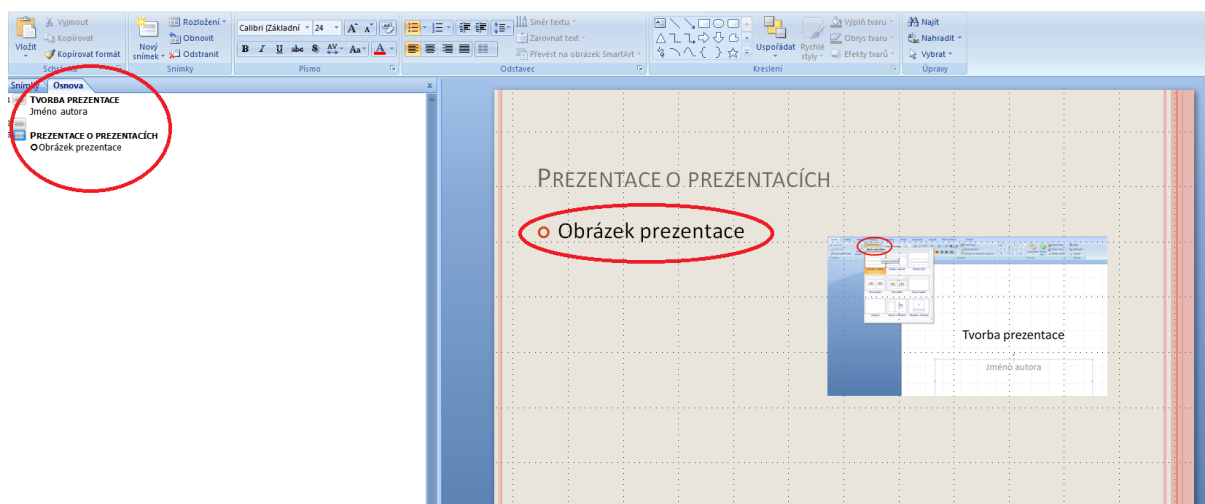 Vložit
Vyjmout
Kopírovat
Kopírovat formát
Schránka
Nový
snímek
Rozložení
Obnovit
Odstranit
Snímky
Calibri (Základní
24
B I U abc S AV Aa A
Písmo
Směr textu
Zarovnat text
Převést na obrázek SmartArt
Odstavec
Uspořádat
Rychlé
styly
Výplň tvaru
Obrys tvaru
Efekty tvarů
Kreslení
Najít
Nahradit
Vybrat
Úpravy
Snímky Osnova x
TVORBA PREZENTACE
Jméno autora
PREZENTACE O PREZENTACÍCH
Obrázek prezentace
PREZENTACE O PREZENTACÍCH
Obrázek prezentace
Tvorba prezentace
Jméno autora